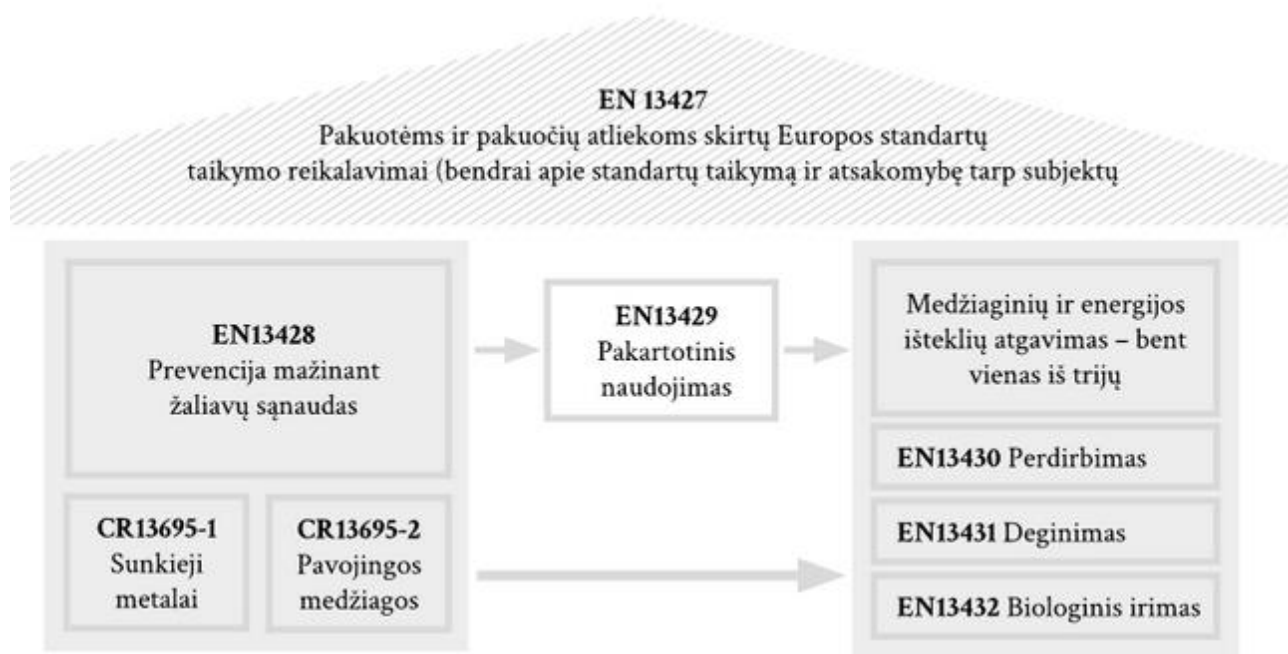 EN 13427
Pakuotėms ir pakuočių atliekoms skirtų Europos standartų
taikymo reikalavimai (bendrai apie standartų taikymą ir atsakomybę tarp subjektų
EN13428
Prevencija mažinant
žaliavų sąnaudas
CR13695-1
Sunkieji
metalai
CR13695-2
Pavojingos
medžiagos
EN13429
Pakartotinis
naudojimas
Medžiaginių ir energijos
išteklių atgavimas – bent
vienas iš trijų
EN13430 Perdirbimas
EN13431 Deginimas
EN13432 Biologinis irimas